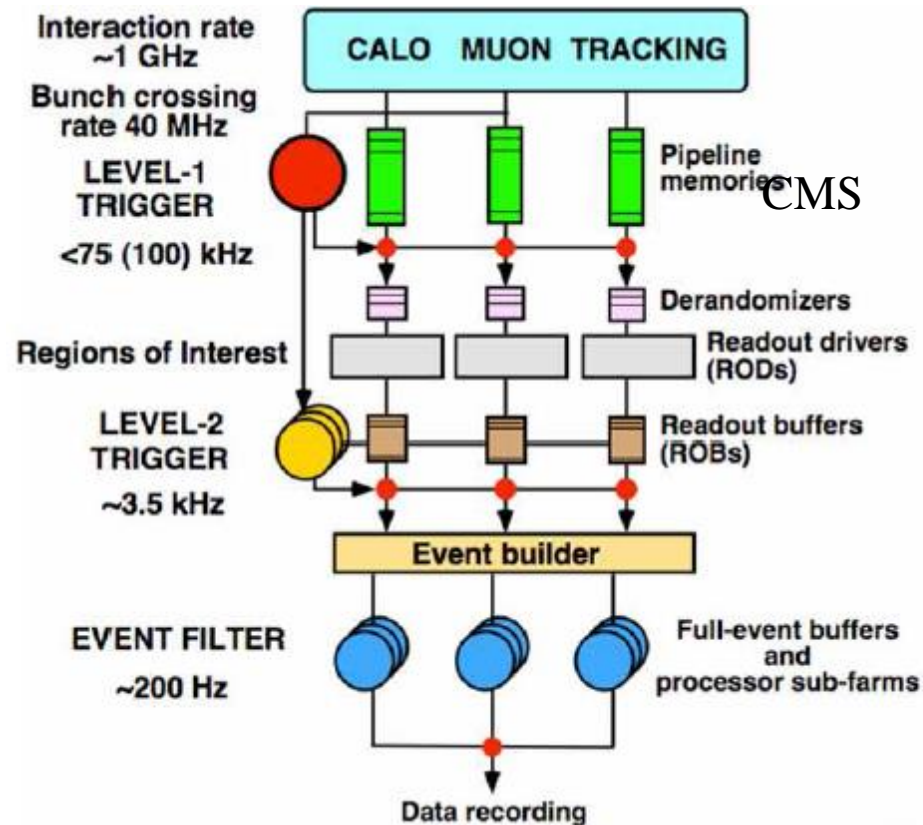 Interaction rate
~1 GHz
CALO MUON TRACKING
Bunch crossing
rate 40 MHz
LEVEL-1
TRIGGER
<75 (100) kHz
Pipeline
memories
CMS
Derandomizers
Regions of Interest
Readout drivers
(RODs)
LEVEL-2
TRIGGER
~3.5 kHz
Readout buffers
(ROBs)
Event builder
EVENT FILTER
~200 Hz
Full-event buffers
and
processor sub-farms
Data recording